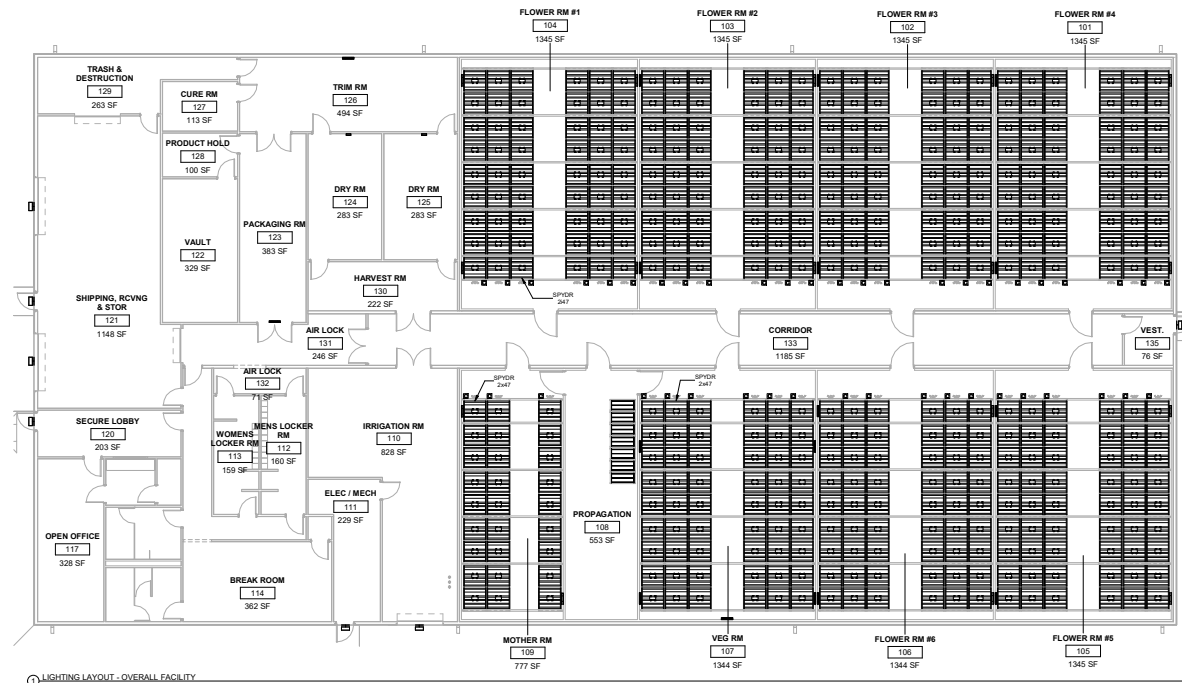 FLOWER RM #1
104
1345 SF
FLOWER RM #2
103
1345 SF
FLOWER RM #3
102
1345 SF
FLOWER RM #4
101
1345 SF
TRASH &
DESTRUCTION
129
263 SF
CURE RM
127
113 SF
TRIM RM
126
494 SF
PRODUCT HOLD
128
100 SF
DRY RM
124
283 SF
DRY RM
125
283 SF
PACKAGING RM
123
383 SF
VAULT
122
329 SF
HARVEST RM
130
222 SF
SPYDR
2i47
SHIPPING, RCVNG
& STOR
121
1148 SF
AIR LOCK
131
246 SF
CORRIDOR
133
1185 SF
VEST.
135
76 SF
AIR LOCK
132
71 SF
SPYDR
2x47
SPYDR
2x47
SECURE LOBBY
120
203 SF
WOMENS
LOCKER RM
113
159 SF
MENS LOCKER
RM
112
160 SF
IRRIGATION RM
110
828 SF
ELEC / MECH
111
229 SF
PROPAGATION
108
553 SF
OPEN OFFICE
117
328 SF
BREAK ROOM
114
362 SF
MOTHER RM
109
777 SF
VEG RM
107
1344 SF
FLOWER RM #6
106
1344 SF
FLOWER RM #5
105
1345 SF
1 LIGHTING LAYOUT - OVERALL FACILITY